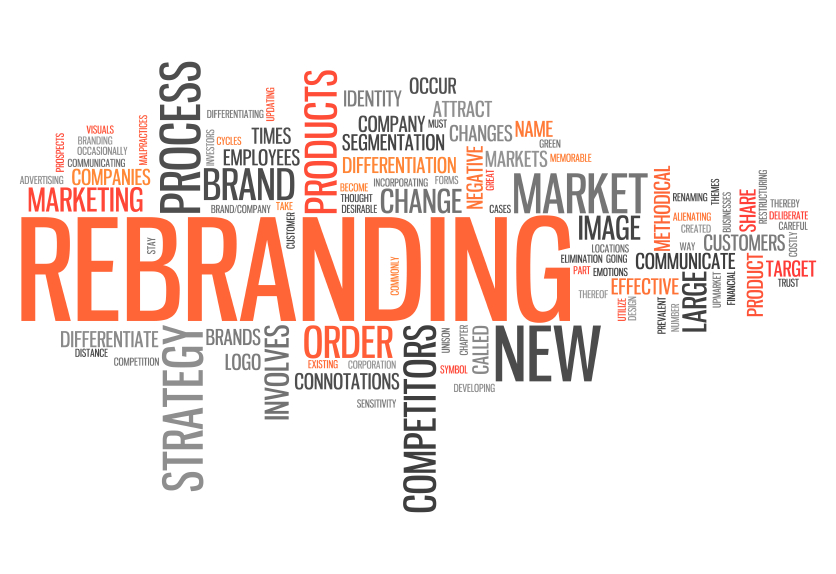 PROCESS
PRODUCTS
OCCUR
IDENTITY
ATTRACT
DIFFERENTIATING
UPDATING
COMPANY
MUST
CHANGES
NAME
VISUALS
BRANDING
OCCASIONALLY
PROSPECTS
MALPRACTICES
INVESTORS
CYCLES
TIMES
SEGMENTATION
GREEN
COMMUNICATING
EMPLOYEES
DIFFERENTIATION
NEGATIVE
MARKETS
MEMORABLE
ADVERTISING
COMPANIES
BRAND
BECOME
INCORPORATING
FORMS
GREAT
MARKET
MARKETING
THOUGHT
DESIRABLE
CHANGE
CASES
BRAND/COMPANY
TAKE
CUSTOMER
METHODICAL
RENAMING
THEMES
BUSINESSES
SHARE
RESTRUCTURING
THEREBY
DELIBERATE
CAREFUL
COSTLY
ALIENATING
CREATED
IMAGE
REBRANDING
STAY
COMMONLY
LOCATIONS
WAY
CUSTOMERS
ELIMINATION
GOING
COMMUNICATE
PART
EMOTIONS
PRODUCT
TARGET
TRUST
THEREOF
EFFECTIVE
LARGE
UPMARKET
FINANCIAL
UTILIZE
DESIGN
PREVALENT
NUMBER
DIFFERENTIATE
DISTANCE
COMPETITION
STRATEGY
BRANDS
LOGO
INVOLVES
ORDER
EXISTING
CORPORATION
CONNOTATIONS
SENSITIVITY
COMPETITORS
UNISON
CHAPTER
SYMBOL
CALLED
DEVELOPING
NEW